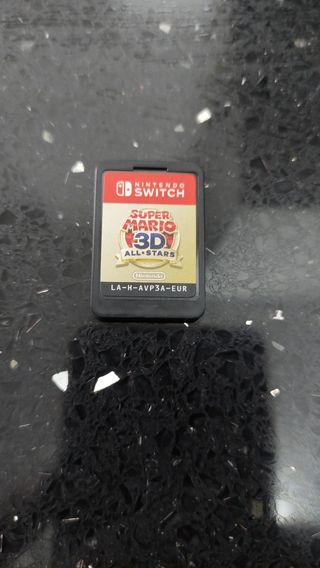 NINTENDO
SWITCH
SUPER
MARIO
3D
ALL★STARS
Nintendo
LA-H-AVP3A-EUR